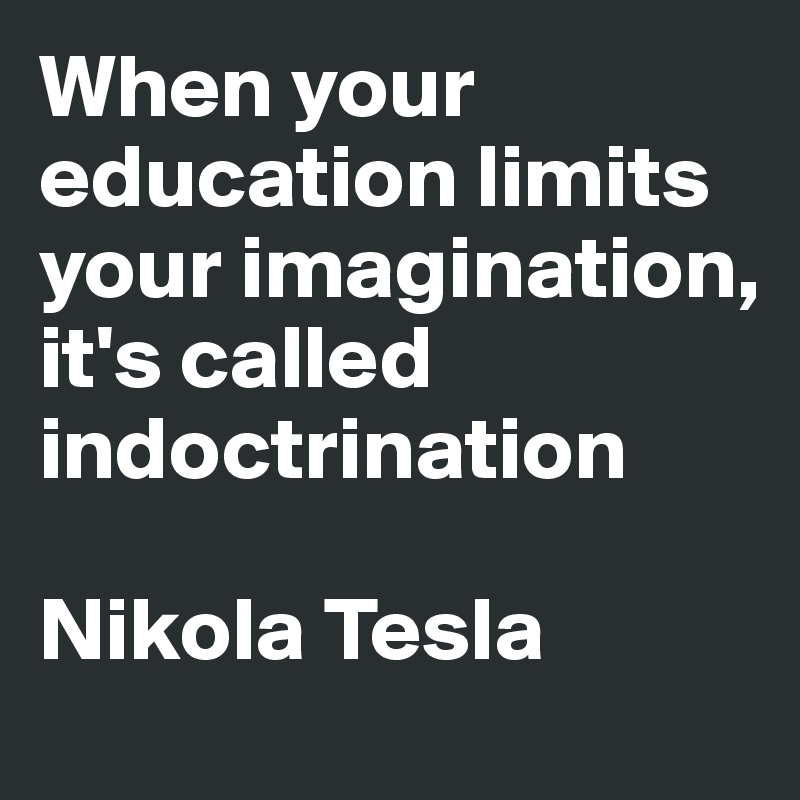 When your
education limits
your imagination,
it's called
indoctrination
Nikola Tesla